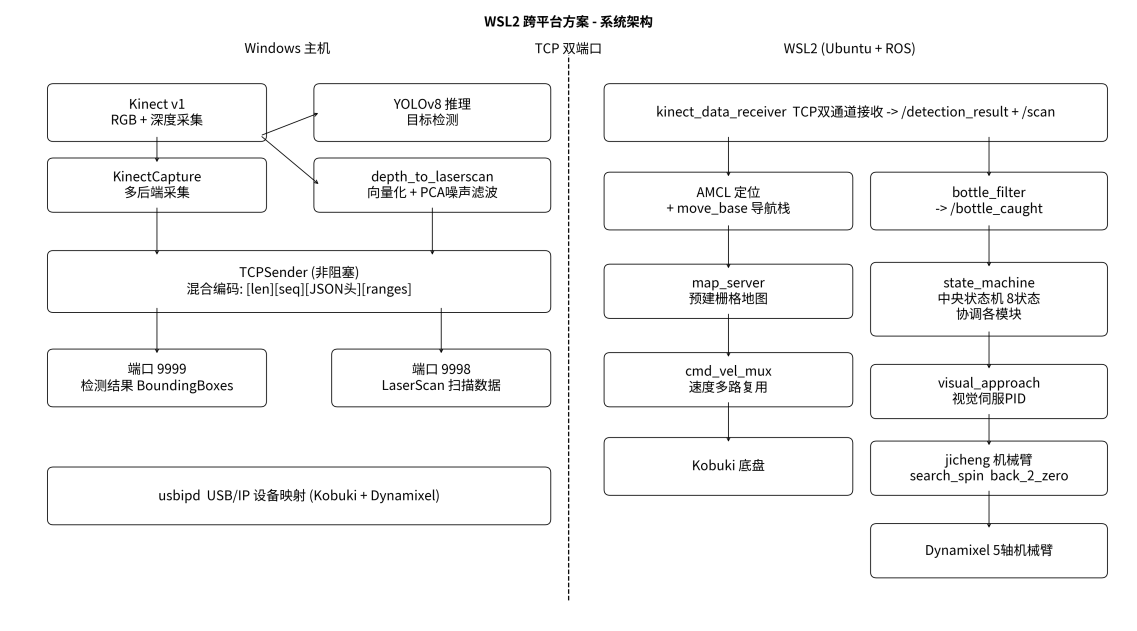 WSL2 跨平台方案 - 系统架构
Windows 主机
TCP 双端口
WSL2 (Ubuntu + ROS)
Kinect v1
RGB + 深度采集
YOLOv8 推理
目标检测
KinectCapture
多后端采集
depth_to_laserscan
向量化 + PCA噪声滤波
TCPSender (非阻塞)
混合编码: [len][seq][JSON头][ranges]
端口 9999
检测结果 BoundingBoxes
端口 9998
LaserScan 扫描数据
usbipd  USB/IP 设备映射 (Kobuki + Dynamixel)
kinect_data_receiver  TCP双通道接收 -> /detection_result + /scan
AMCL 定位
+ move_base 导航栈
map_server
预建栅格地图
cmd_vel_mux
速度多路复用
Kobuki 底盘
bottle_filter
-> /bottle_caught
state_machine
中央状态机 8状态
协调各模块
visual_approach
视觉伺服PID
jicheng 机械臂
search_spin  back_2_zero
Dynamixel 5轴机械臂